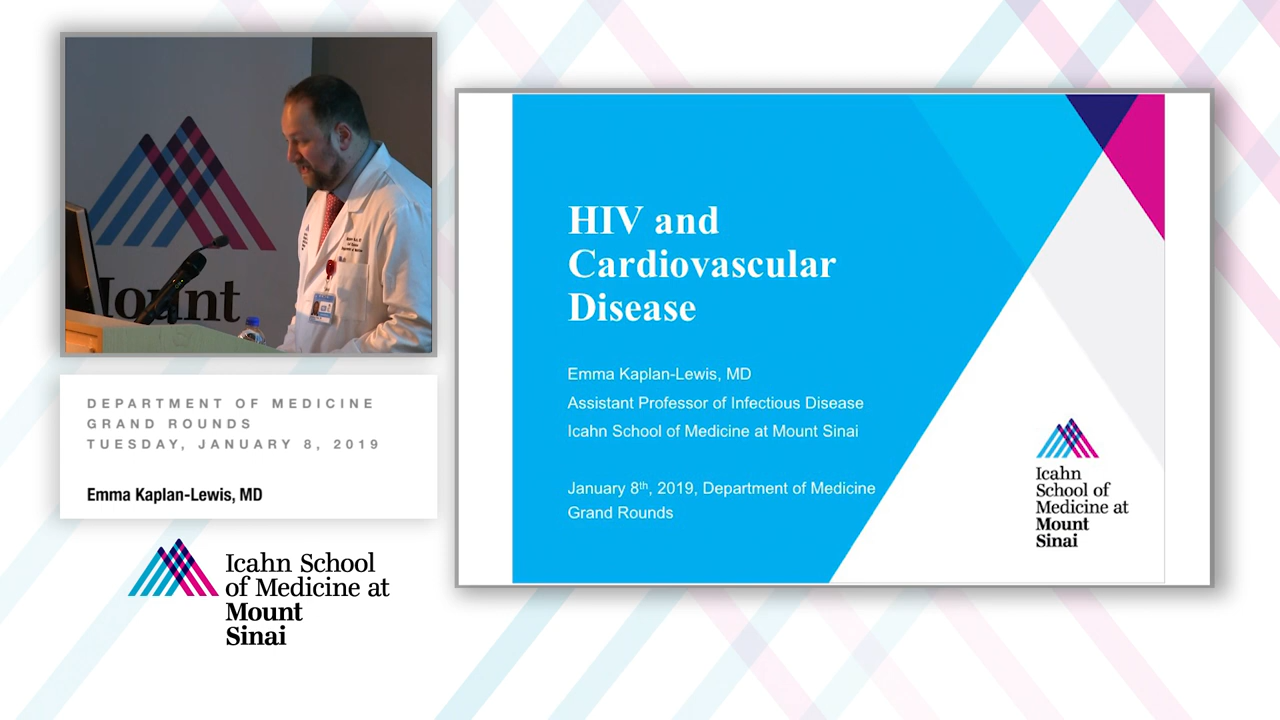 Mount
DEPARTMENT OF MEDICINE
GRAND ROUNDS
TUESDAY, JANUARY 8, 2019
Emma Kaplan-Lewis, MD
Icahn School
of Medicine at
Mount
Sinai
HIV and
Cardiovascular
Disease
Emma Kaplan-Lewis, MD
Assistant Professor of Infectious Disease
Icahn School of Medicine at Mount Sinai
January 8th, 2019, Department of Medicine
Grand Rounds
Icahn
School of
Medicine at
Mount
Sinai